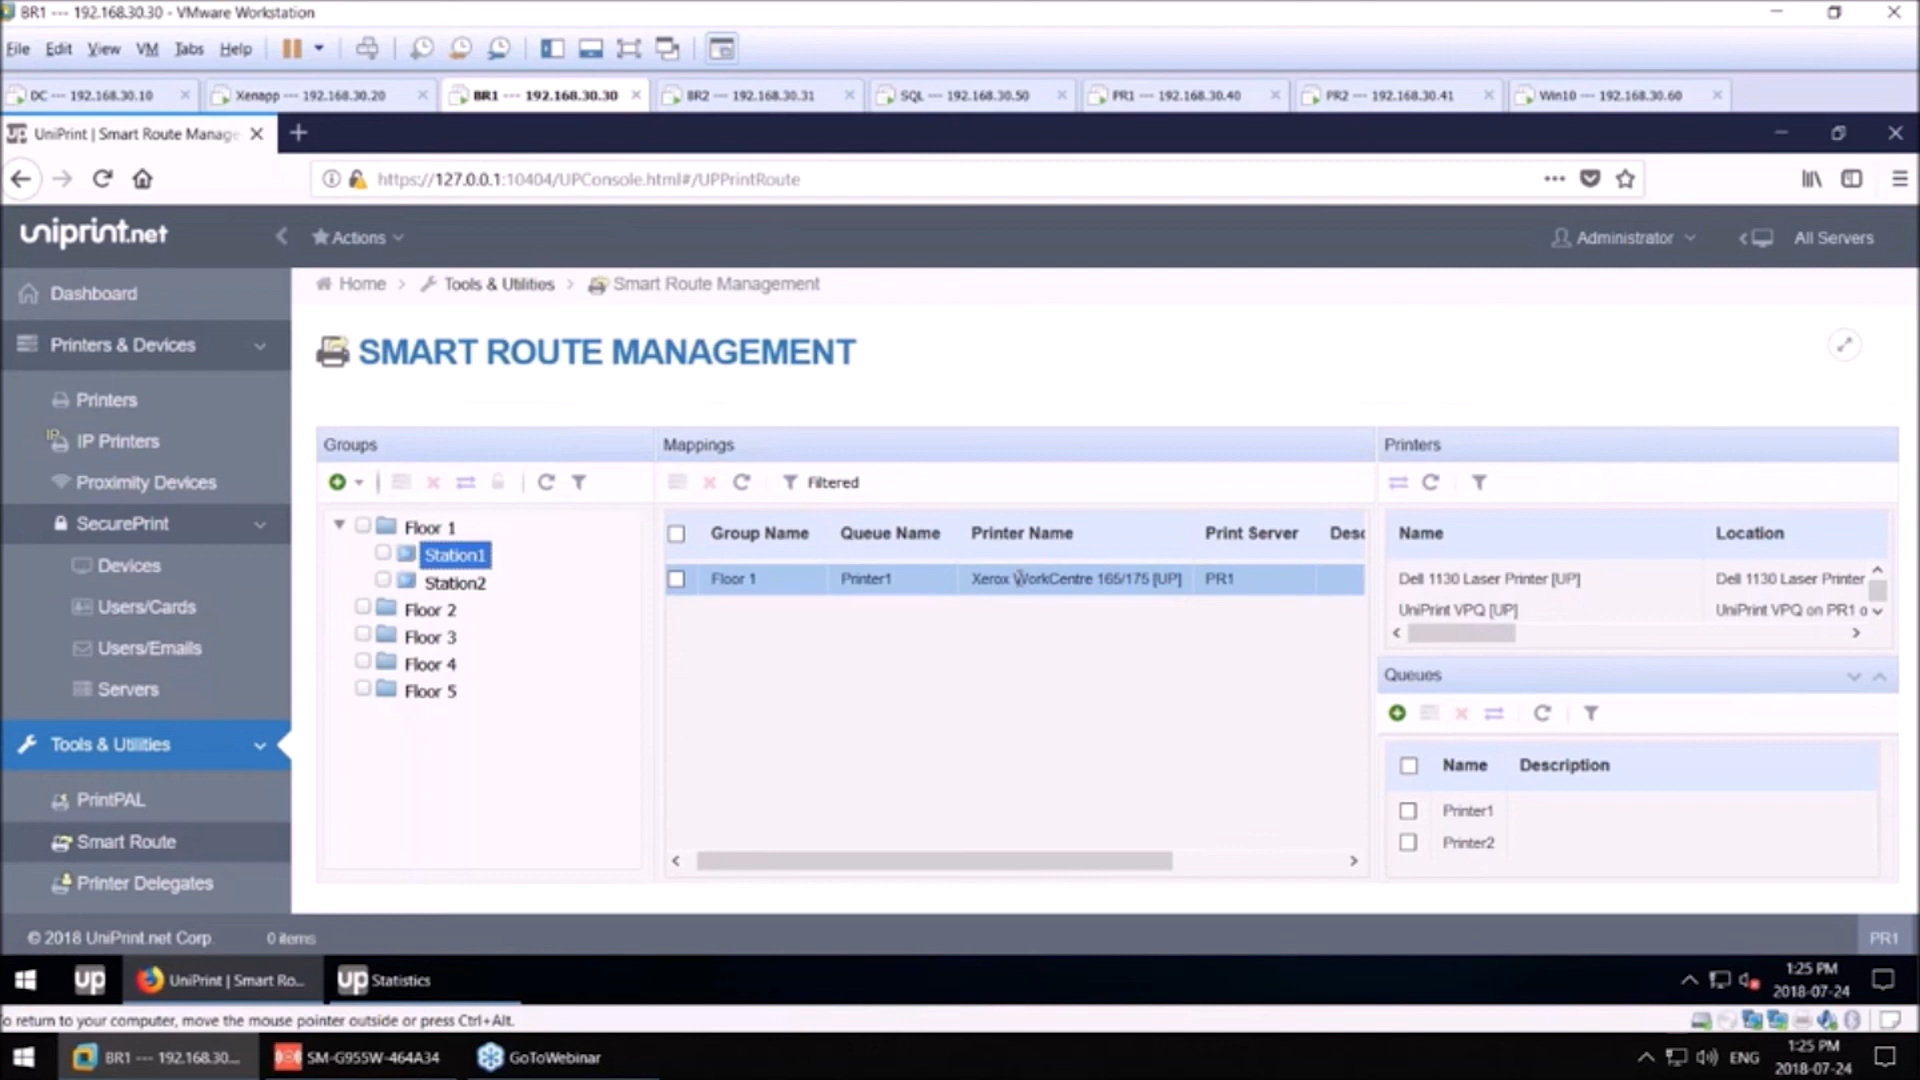 BR1 --- 192.168.30.30 - VMware Workstation
File Edit View VM Tabs Help
DC --- 192.168.30.10 Xenapp --- 192.168.30.20 BR1 --- 192.168.30.30 BR2 --- 192.168.30.31 SQL --- 192.168.30.50 PR1 --- 192.168.30.40 PR2 --- 192.168.30.41 Win10 --- 192.168.30.60
UniPrint | Smart Route Manage
https://127.0.0.1:10404/UPConsole.html#/UPPrintRoute
uniprint.net Actions Administrator All Servers
Dashboard
Home > Tools & Utilities > Smart Route Management
Printers & Devices
SMART ROUTE MANAGEMENT
Printers
IP Printers
Proximity Devices
SecurePrint
Devices
Users/Cards
Users/Emails
Servers
Tools & Utilities
PrintPAL
Smart Route
Printer Delegates
Groups
Floor 1
Station1
Station2
Floor 2
Floor 3
Floor 4
Floor 5
Mappings
Filtered
Group Name Queue Name Printer Name Print Server Desc
Floor 1 Printer1 Xerox WorkCentre 165/175 [UP] PR1
Printers
Name Location
Dell 1130 Laser Printer [UP] Dell 1130 Laser Printer
UniPrint VPQ [UP] UniPrint VPQ on PR1 o
Queues
Name Description
Printer1
Printer2
© 2018 UniPrint.net Corp. 0 items PR1
up UniPrint | Smart Ro... up Statistics 1:25 PM
2018-07-24
o return to your computer, move the mouse pointer outside or press Ctrl+Alt.
BR1 --- 192.168.30... SM-G955W-464A34 GoToWebinar ENG 1:25 PM
2018-07-24